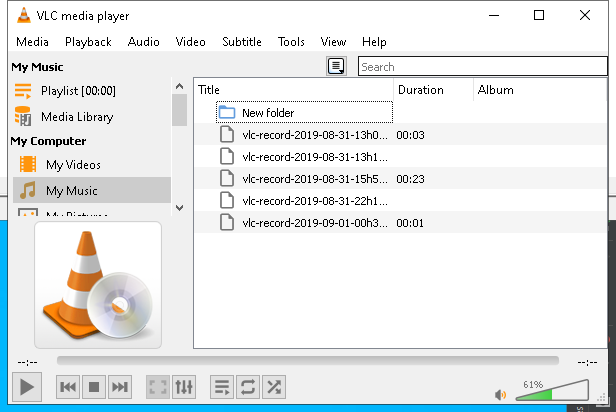 VLC media player
Media Playback Audio Video Subtitle Tools View Help
My Music
Search
Playlist [00:00]
Media Library
My Computer
My Videos
My Music
My Pictures
Title Duration Album
New folder
vlc-record-2019-08-31-13h0... 00:03
vlc-record-2019-08-31-13h1...
vlc-record-2019-08-31-15h5... 00:23
vlc-record-2019-08-31-22h1...
vlc-record-2019-09-01-00h3... 00:01
--:-- --:--
61%